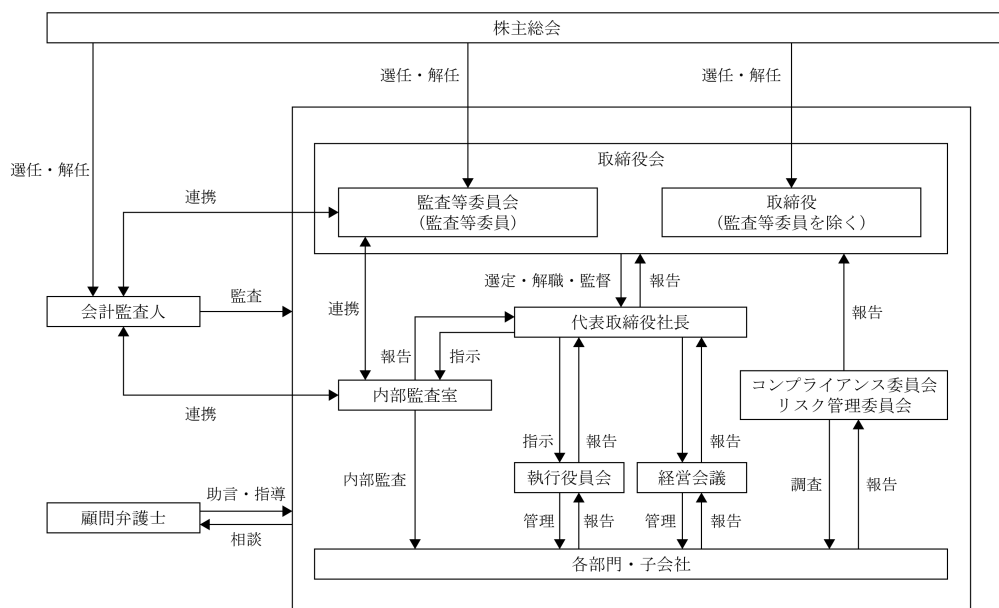 株主総会
選任・解任
選任・解任
選任・解任
取締役会
監査等委員会
（監査等委員）
取締役
（監査等委員を除く）
連携
選定・解職・監督
報告
会計監査人
監査
連携
代表取締役社長
報告
報告
指示
コンプライアンス委員会
リスク管理委員会
内部監査室
連携
指示
報告
報告
内部監査
執行役員会
経営会議
調査
報告
顧問弁護士
助言・指導
相談
管理
報告
管理
報告
各部門・子会社